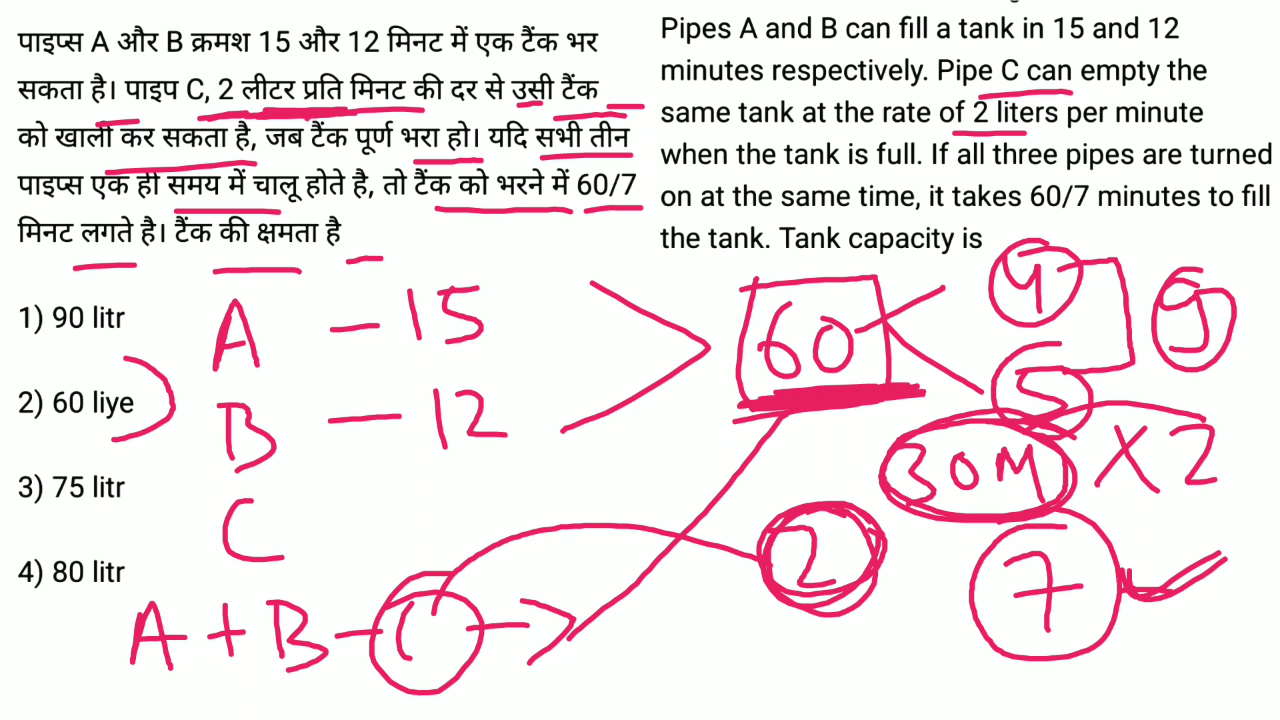 पाइप्स A और B क्रमश 15 और 12 मिनट में एक टैंक भर
सकता है। पाइप C, 2 लीटर प्रति मिनट की दर से उसी टैंक
को खाली कर सकता है, जब टैंक पूर्ण भरा हो। यदि सभी तीन
पाइप्स एक ही समय में चालू होते है, तो टैंक को भरने में 60/7
मिनट लगते है। टैंक की क्षमता है
1) 90 litr
2) 60 liye
3) 75 litr
4) 80 litr
Pipes A and B can fill a tank in 15 and 12
minutes respectively. Pipe C can empty the
same tank at the rate of 2 liters per minute
when the tank is full. If all three pipes are turned
on at the same time, it takes 60/7 minutes to fill
the tank. Tank capacity is
A - 15
B - 12
C
60
4
5
9
30M × 2
2
7
A + B - C